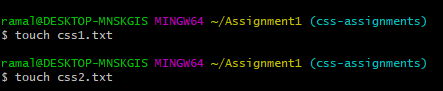 ramal@DESKTOP-MNSKGIS MINGW64 ~/Assignment1 (css-assignments)
$ touch css1.txt
ramal@DESKTOP-MNSKGIS MINGW64 ~/Assignment1 (css-assignments)
$ touch css2.txt